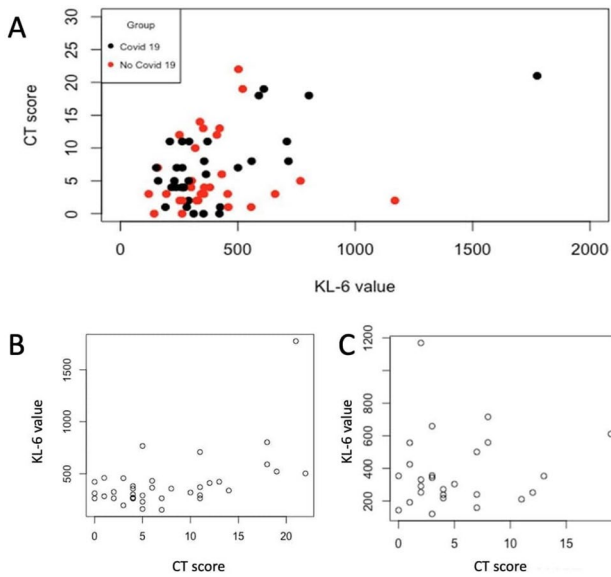 A
Group
Covid 19
No Covid 19
CT score
30
25
20
15
10
5
0
0 500 1000 1500 2000
KL-6 value
B
KL-6 value
1500
1000
500
0 5 10 15 20
CT score
C
KL-6 value
1200
800
600
400
200
0 5 10 15
CT score